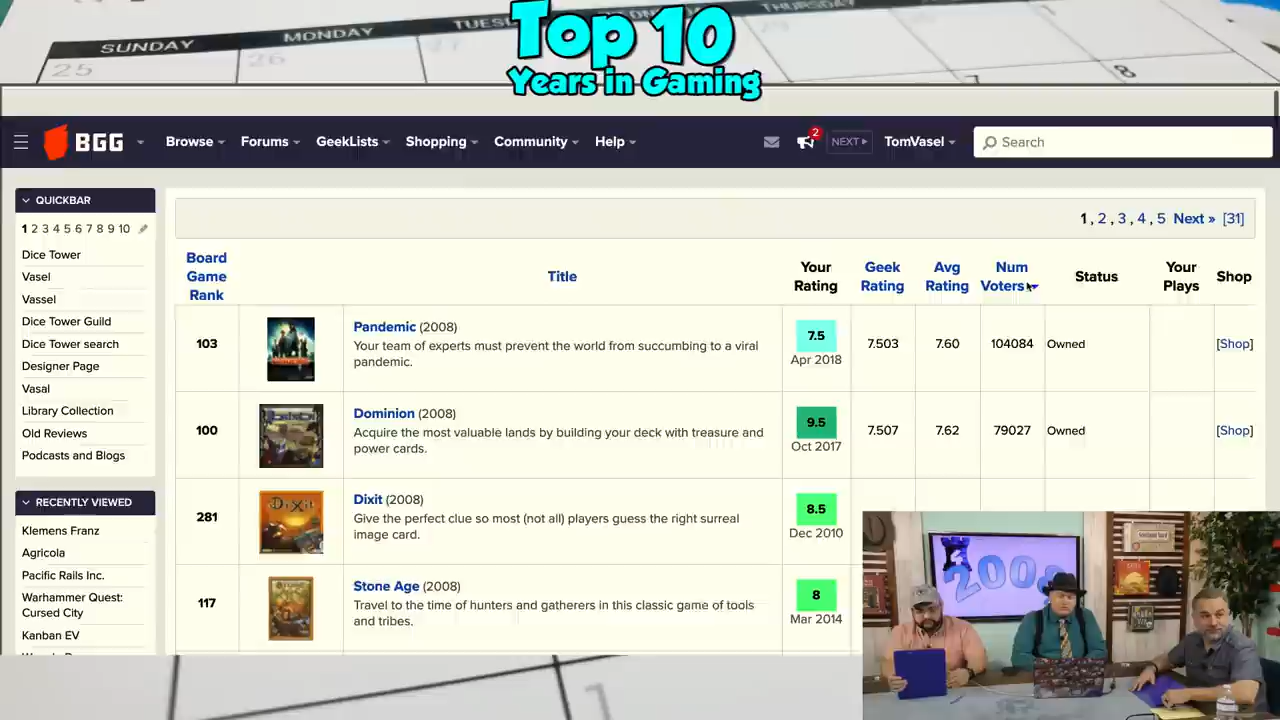 Top 10
Years in Gaming
SUNDAY
MONDAY
THURSDAY
25
26
27
7
8
BGG
Browse
Forums
GeekLists
Shopping
Community
Help
2
NEXT
TomVasel
Search
QUICKBAR
1 2 3 4 5 6 7 8 9 10
Dice Tower
Vasel
Vassel
Dice Tower Guild
Dice Tower search
Designer Page
Vasal
Library Collection
Old Reviews
Podcasts and Blogs
RECENTLY VIEWED
Klemens Franz
Agricola
Pacific Rails Inc.
Warhammer Quest:
Cursed City
Kanban EV
1 , 2 , 3 , 4 , 5 Next » [31]
Board
Game
Rank
Title
Your
Rating
Geek
Rating
Avg
Rating
Num
Voters
Status
Your
Plays
Shop
103
Pandemic (2008)
Your team of experts must prevent the world from succumbing to a viral
pandemic.
7.5
Apr 2018
7.503
7.60
104084
Owned
[Shop]
100
Dominion (2008)
Acquire the most valuable lands by building your deck with treasure and
power cards.
9.5
Oct 2017
7.507
7.62
79027
Owned
[Shop]
281
Dixit (2008)
Give the perfect clue so most (not all) players guess the right surreal
image card.
8.5
Dec 2010
117
Stone Age (2008)
Travel to the time of hunters and gatherers in this classic game of tools
and tribes.
8
Mar 2014
2008
1